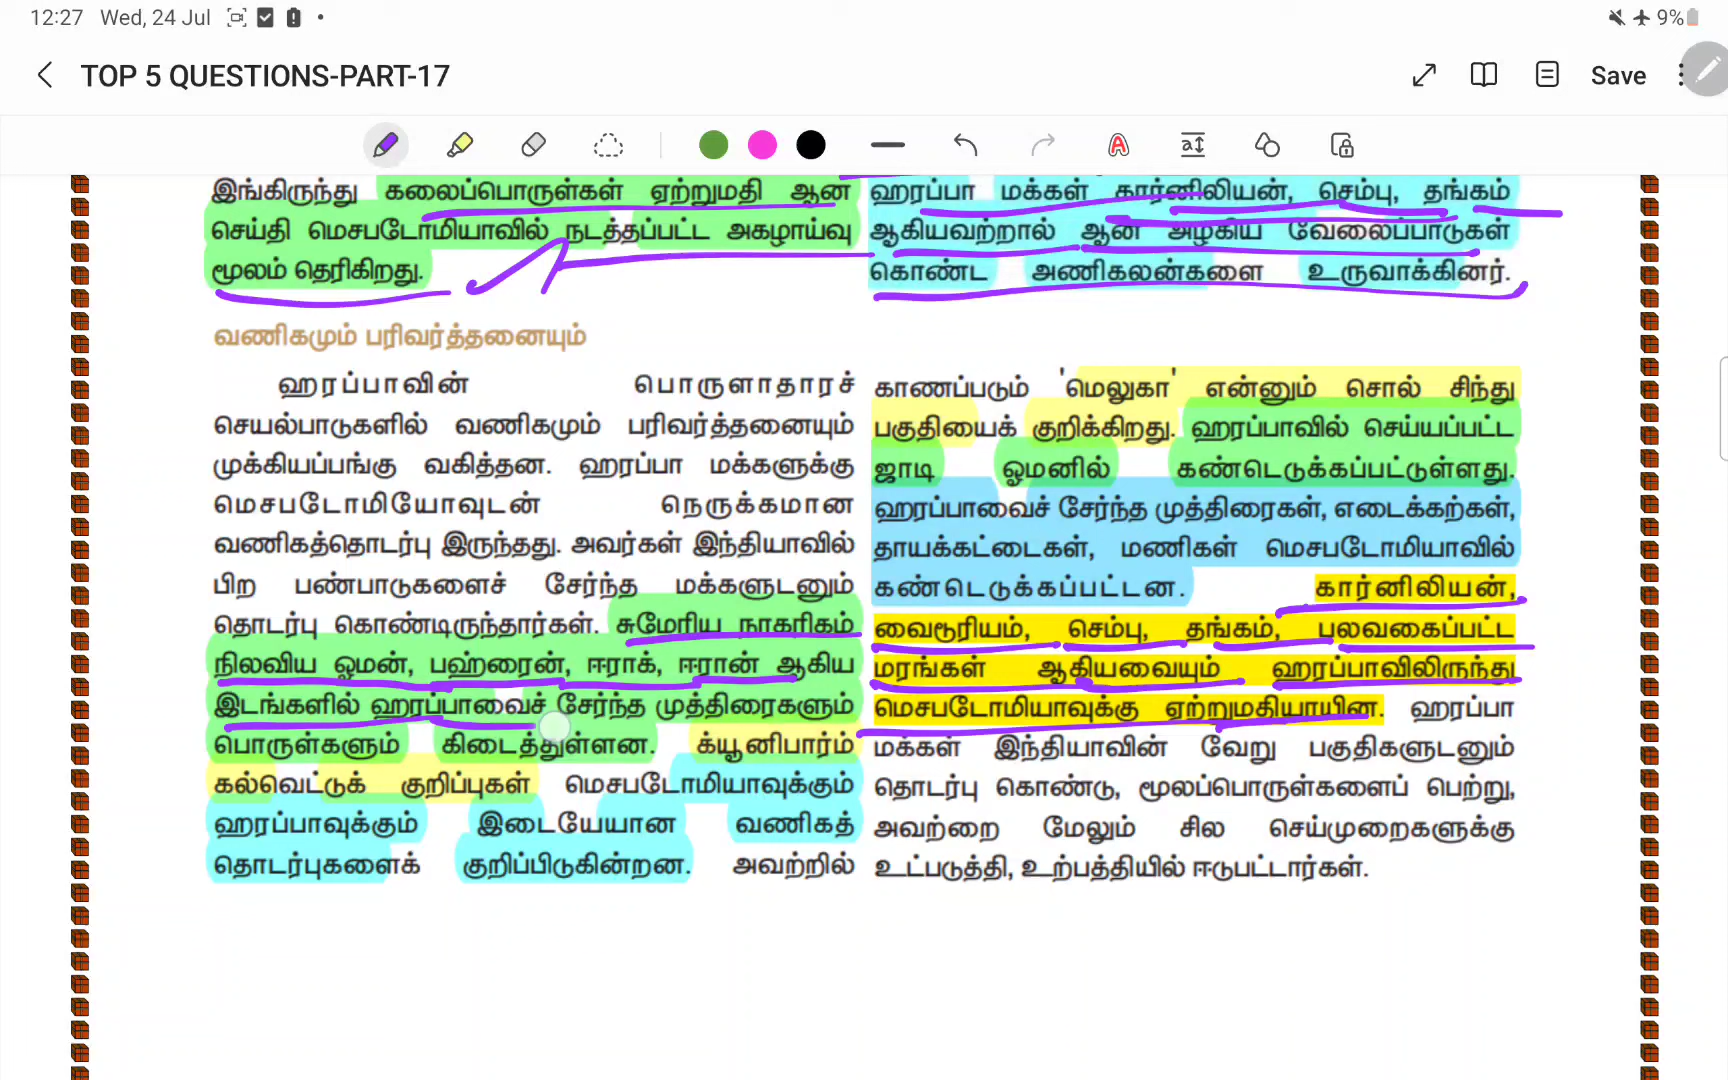 12:27 Wed, 24 Jul
9%
TOP 5 QUESTIONS-PART-17
Save
இங்கிருந்து கலைப்பொருள்கள் ஏற்றுமதி ஆன
செய்தி மெசபடோமியாவில் நடத்தப்பட்ட அகழாய்வு
மூலம் தெரிகிறது.
வணிகமும் பரிவர்த்தனையும்
ஹரப்பாவின் பொருளாதாரச்
செயல்பாடுகளில் வணிகமும் பரிவர்த்தனையும்
முக்கியப்பங்கு வகித்தன. ஹரப்பா மக்களுக்கு
மெசபடோமியோவுடன் நெருக்கமான
வணிகத்தொடர்பு இருந்தது. அவர்கள் இந்தியாவில்
பிற பண்பாடுகளைச் சேர்ந்த மக்களுடனும்
தொடர்பு கொண்டிருந்தார்கள். சுமேரிய நாகரிகம்
நிலவிய ஓமன், பஹ்ரைன், ஈராக், ஈரான் ஆகிய
இடங்களில் ஹரப்பாவைச் சேர்ந்த முத்திரைகளும்
பொருள்களும் கிடைத்துள்ளன. க்யூனிபார்ம்
கல்வெட்டுக் குறிப்புகள் மெசபடோமியாவுக்கும்
ஹரப்பாவுக்கும் இடையேயான வணிகத்
தொடர்புகளைக் குறிப்பிடுகின்றன. அவற்றில்
ஹரப்பா மக்கள் கார்னிலியன், செம்பு, தங்கம்
ஆகியவற்றால் ஆன அழகிய வேலைப்பாடுகள்
கொண்ட அணிகலன்களை உருவாக்கினர்.
காணப்படும் 'மெலுகா' என்னும் சொல் சிந்து
பகுதியைக் குறிக்கிறது. ஹரப்பாவில் செய்யப்பட்ட
ஜாடி ஓமனில் கண்டெடுக்கப்பட்டுள்ளது.
ஹரப்பாவைச் சேர்ந்த முத்திரைகள், எடைக்கற்கள்,
தாயக்கட்டைகள், மணிகள் மெசபடோமியாவில்
கண்டெடுக்கப்பட்டன. கார்னிலியன்,
வைடூரியம், செம்பு, தங்கம், பலவகைப்பட்ட
மரங்கள் ஆகியவையும் ஹரப்பாவிலிருந்து
மெசபடோமியாவுக்கு ஏற்றுமதியாயின. ஹரப்பா
மக்கள் இந்தியாவின் வேறு பகுதிகளுடனும்
தொடர்பு கொண்டு, மூலப்பொருள்களைப் பெற்று,
அவற்றை மேலும் சில செய்முறைகளுக்கு
உட்படுத்தி, உற்பத்தியில் ஈடுபட்டார்கள்.